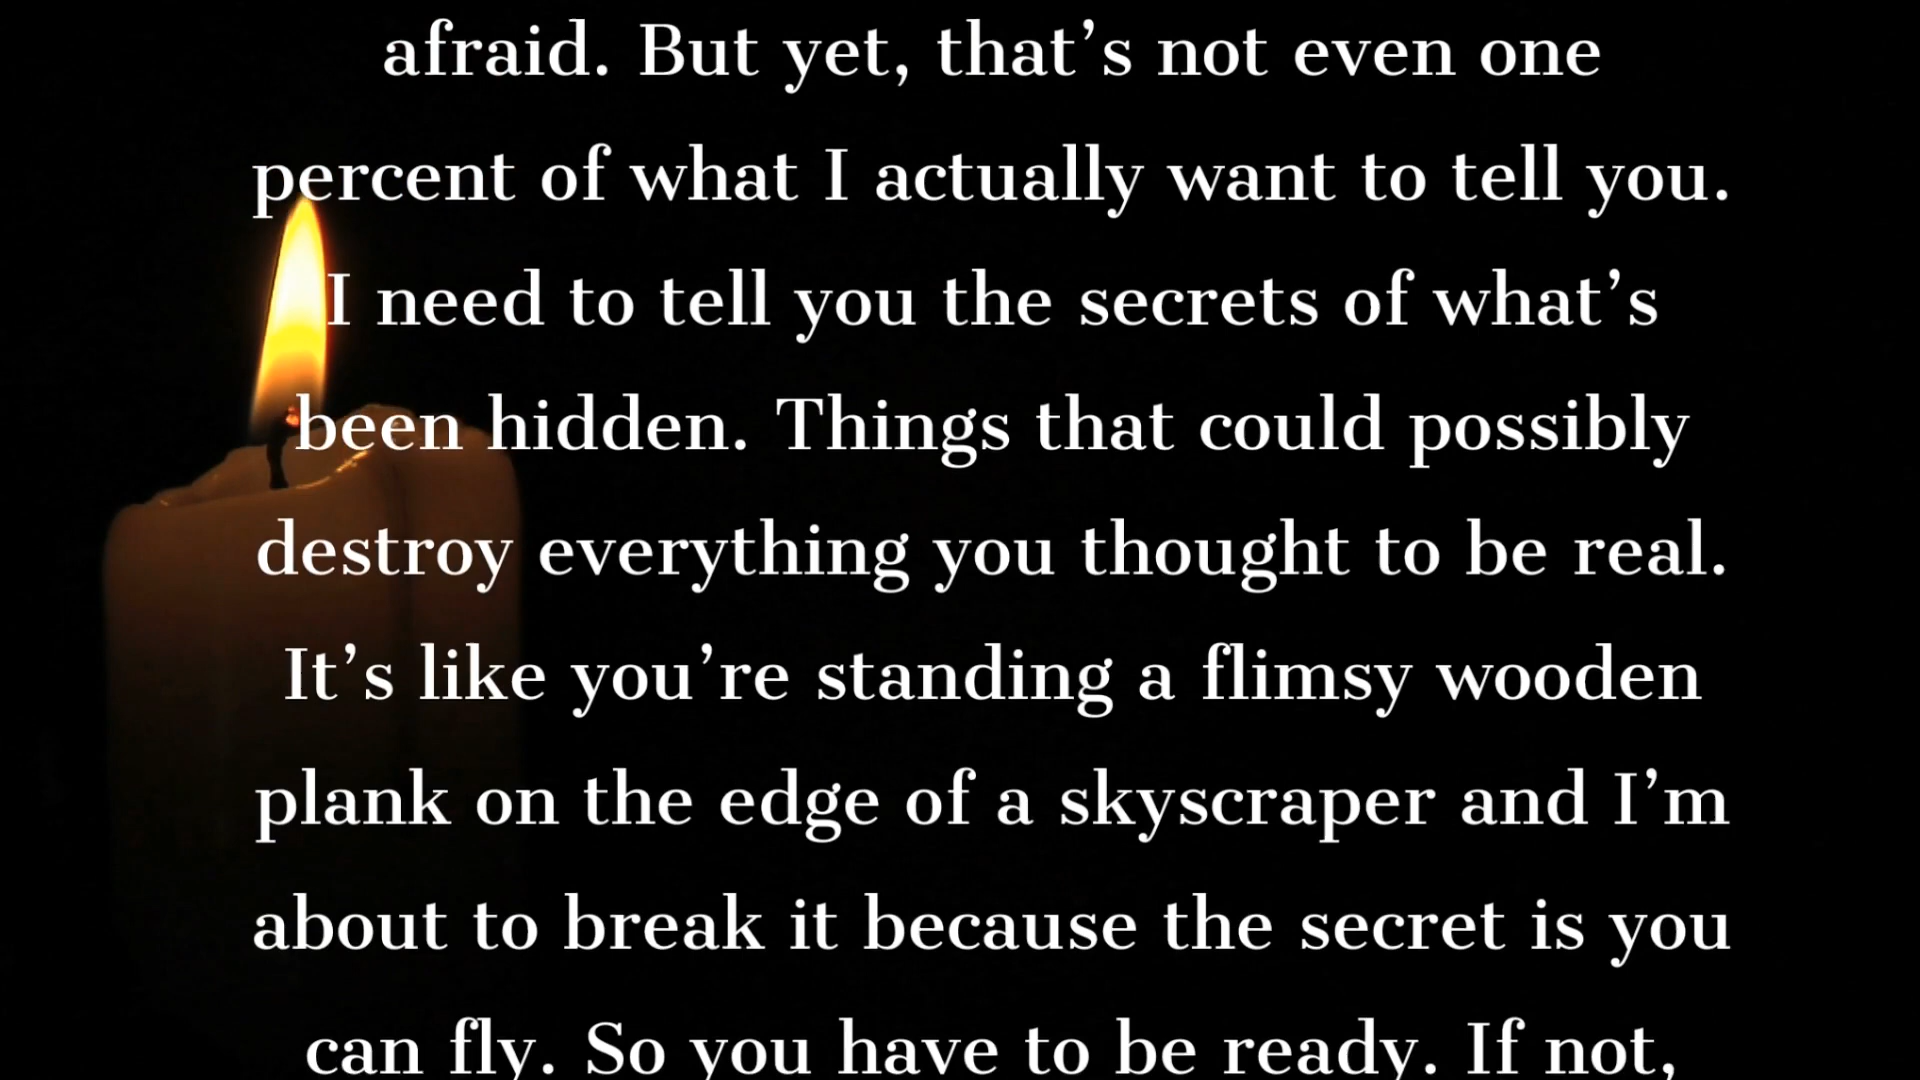 afraid. But yet, that’s not even one
percent of what I actually want to tell you.
I need to tell you the secrets of what’s
been hidden. Things that could possibly
destroy everything you thought to be real.
It’s like you’re standing a flimsy wooden
plank on the edge of a skyscraper and I’m
about to break it because the secret is you
can fly. So you have to be ready. If not,